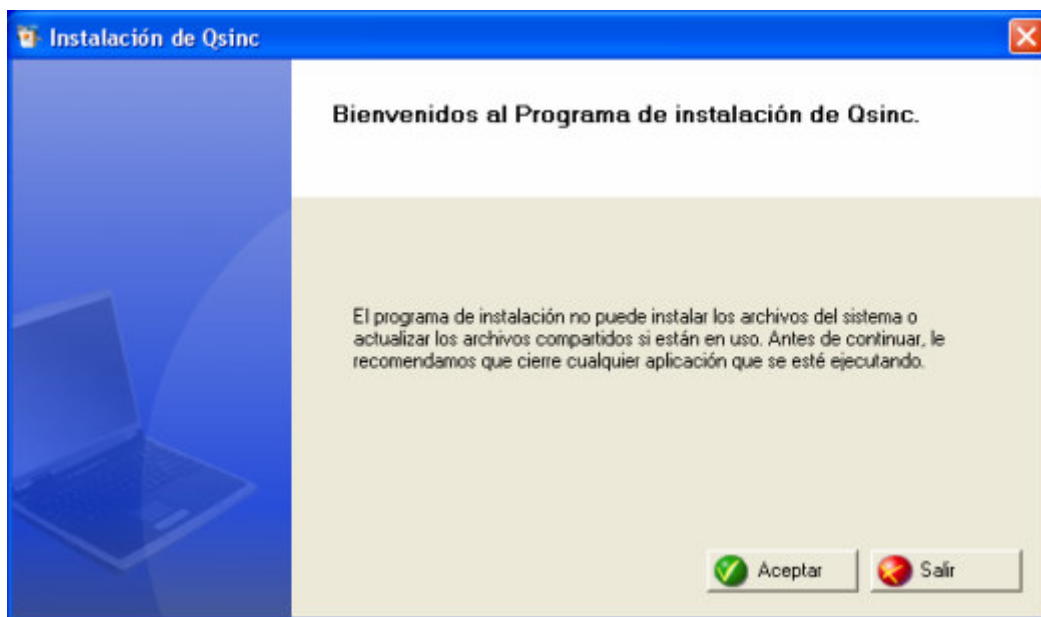 Instalación de Qsinc
Bienvenidos al Programa de instalación de Qsinc.
El programa de instalación no puede instalar los archivos del sistema o
actualizar los archivos compartidos si están en uso. Antes de continuar, le
recomendamos que cierre cualquier aplicación que se esté ejecutando.
Aceptar
Salir